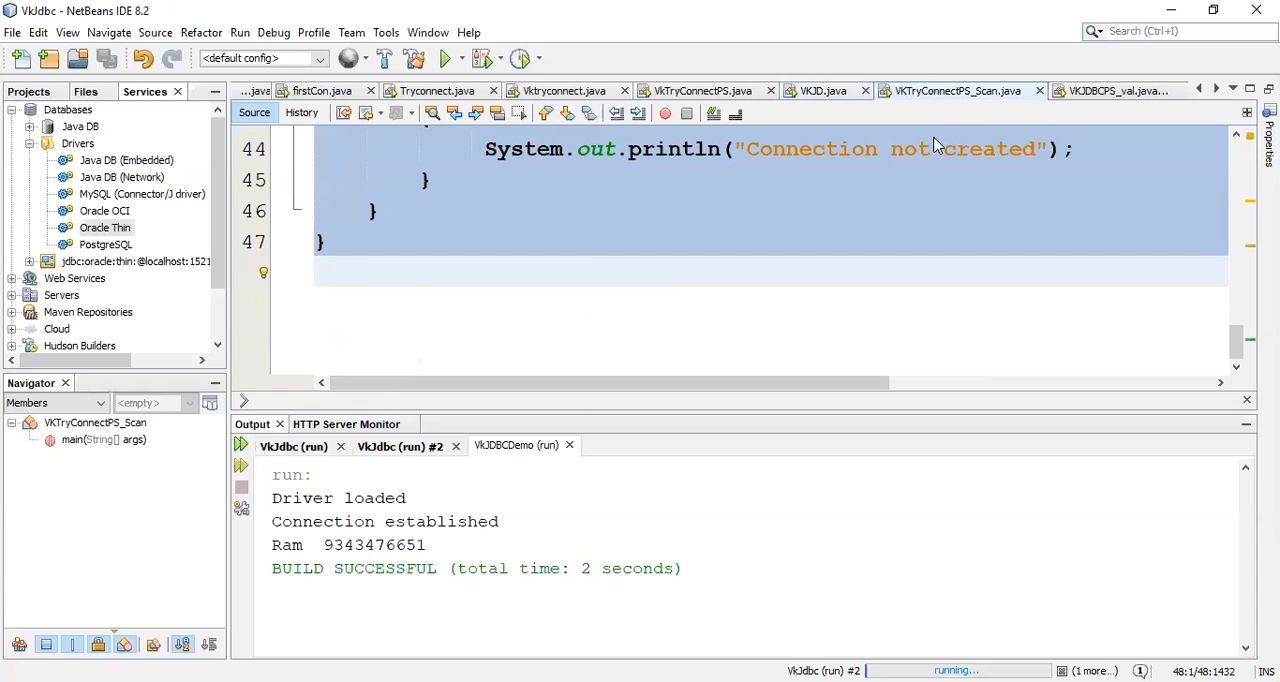 VkJdbc - NetBeans IDE 8.2
File Edit View Navigate Source Refactor Run Debug Profile Team Tools Window Help
Search (Ctrl+I)
<default config>
Projects Files Services
...java firstCon.java Tryconnect.java Vktryconnect.java VKTryConnectPS.java VKJD.java VKTryConnectPS_Scan.java VKJDBCPS_val.java...
Source History
Databases
Java DB
Drivers
Java DB (Embedded)
Java DB (Network)
MySQL (Connector/J driver)
Oracle OCI
Oracle Thin
PostgreSQL
jdbc:oracle:thin:@localhost:1521
Web Services
Servers
Maven Repositories
Cloud
Hudson Builders
44 System.out.println("Connection not created");
45 }
46 }
47 }
Properties
Navigator
Members <empty>
VKTryConnectPS_Scan
main(String[] args)
Output HTTP Server Monitor
VkJdbc (run) VkJdbc (run) #2 VkJDBCDemo (run)
run:
Driver loaded
Connection established
Ram 9343476651
BUILD SUCCESSFUL (total time: 2 seconds)
VkJdbc (run) #2 running... (1 more...) 1 48:1/48:1432 INS